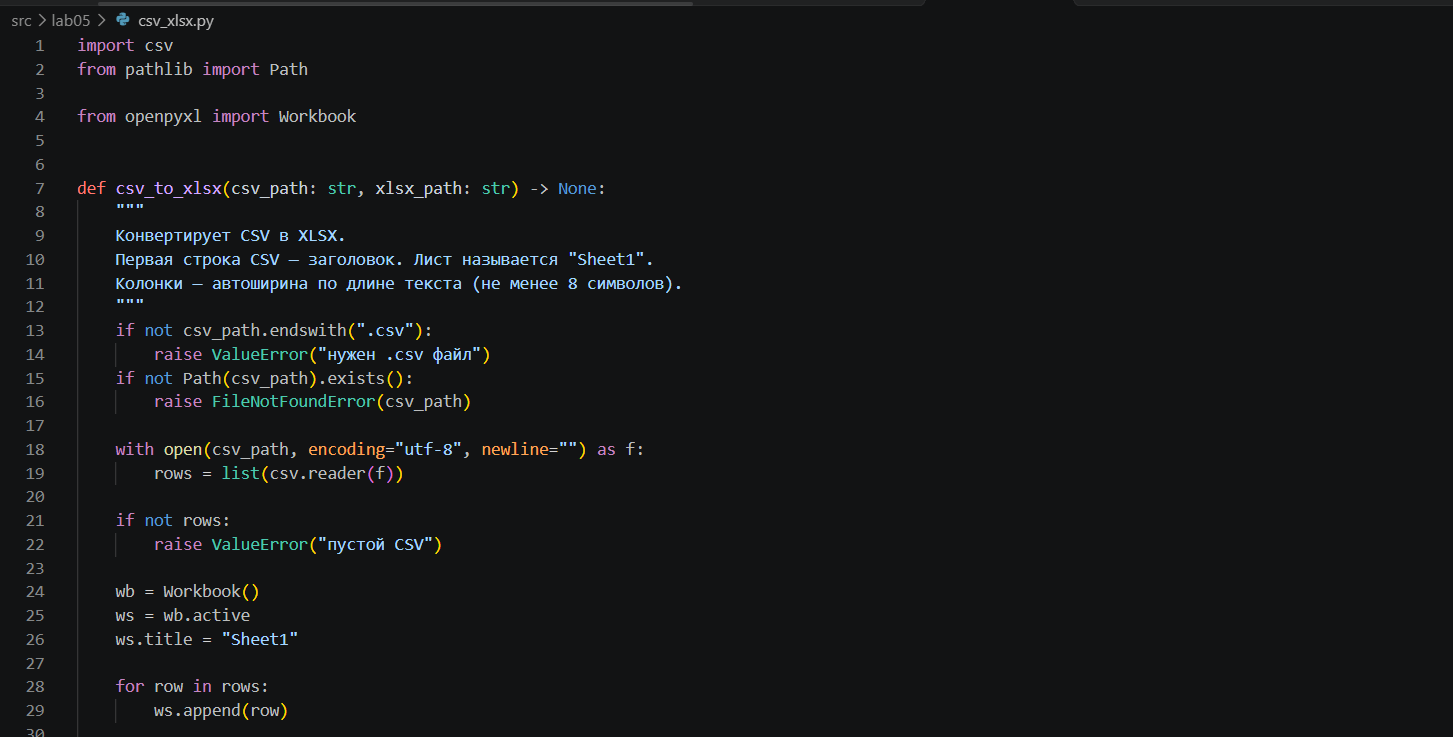 src > lab05 > csv_xlsx.py
1 import csv
2 from pathlib import Path
3
4 from openpyxl import Workbook
5
6
7 def csv_to_xlsx(csv_path: str, xlsx_path: str) -> None:
8     """
9     Конвертирует CSV в XLSX.
10     Первая строка CSV — заголовок. Лист называется "Sheet1".
11     Колонки — автоширина по длине текста (не менее 8 символов).
12     """
13     if not csv_path.endswith(".csv"):
14         raise ValueError("нужен .csv файл")
15     if not Path(csv_path).exists():
16         raise FileNotFoundError(csv_path)
17
18     with open(csv_path, encoding="utf-8", newline="") as f:
19         rows = list(csv.reader(f))
20
21     if not rows:
22         raise ValueError("пустой CSV")
23
24     wb = Workbook()
25     ws = wb.active
26     ws.title = "Sheet1"
27
28     for row in rows:
29         ws.append(row)
30